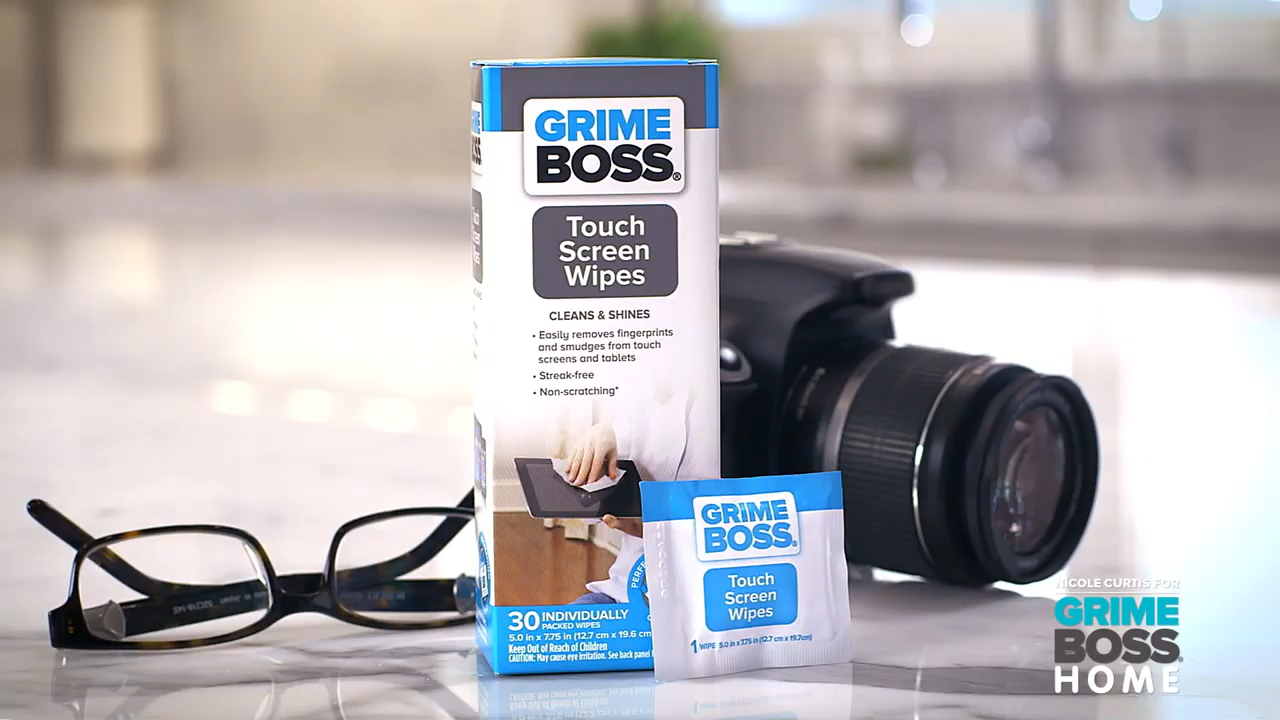 GRIME
BOSS®
Touch
Screen
Wipes
CLEANS & SHINES
• Easily removes fingerprints
and smudges from touch
screens and tablets
• Streak-free
• Non-scratching*
30 INDIVIDUALLY
PACKED WIPES
5.0 in x 7.75 in (12.7 cm x 19.6 cm
Keep Out of Reach of Children
CAUTION: May cause eye irritation. See back panel
GRIME
BOSS®
Touch
Screen
Wipes
1 WIPE 5.0 in x 7.75 in (12.7 cm x 19.7cm)
NICOLE CURTIS FOR
GRIME
BOSS®
HOME